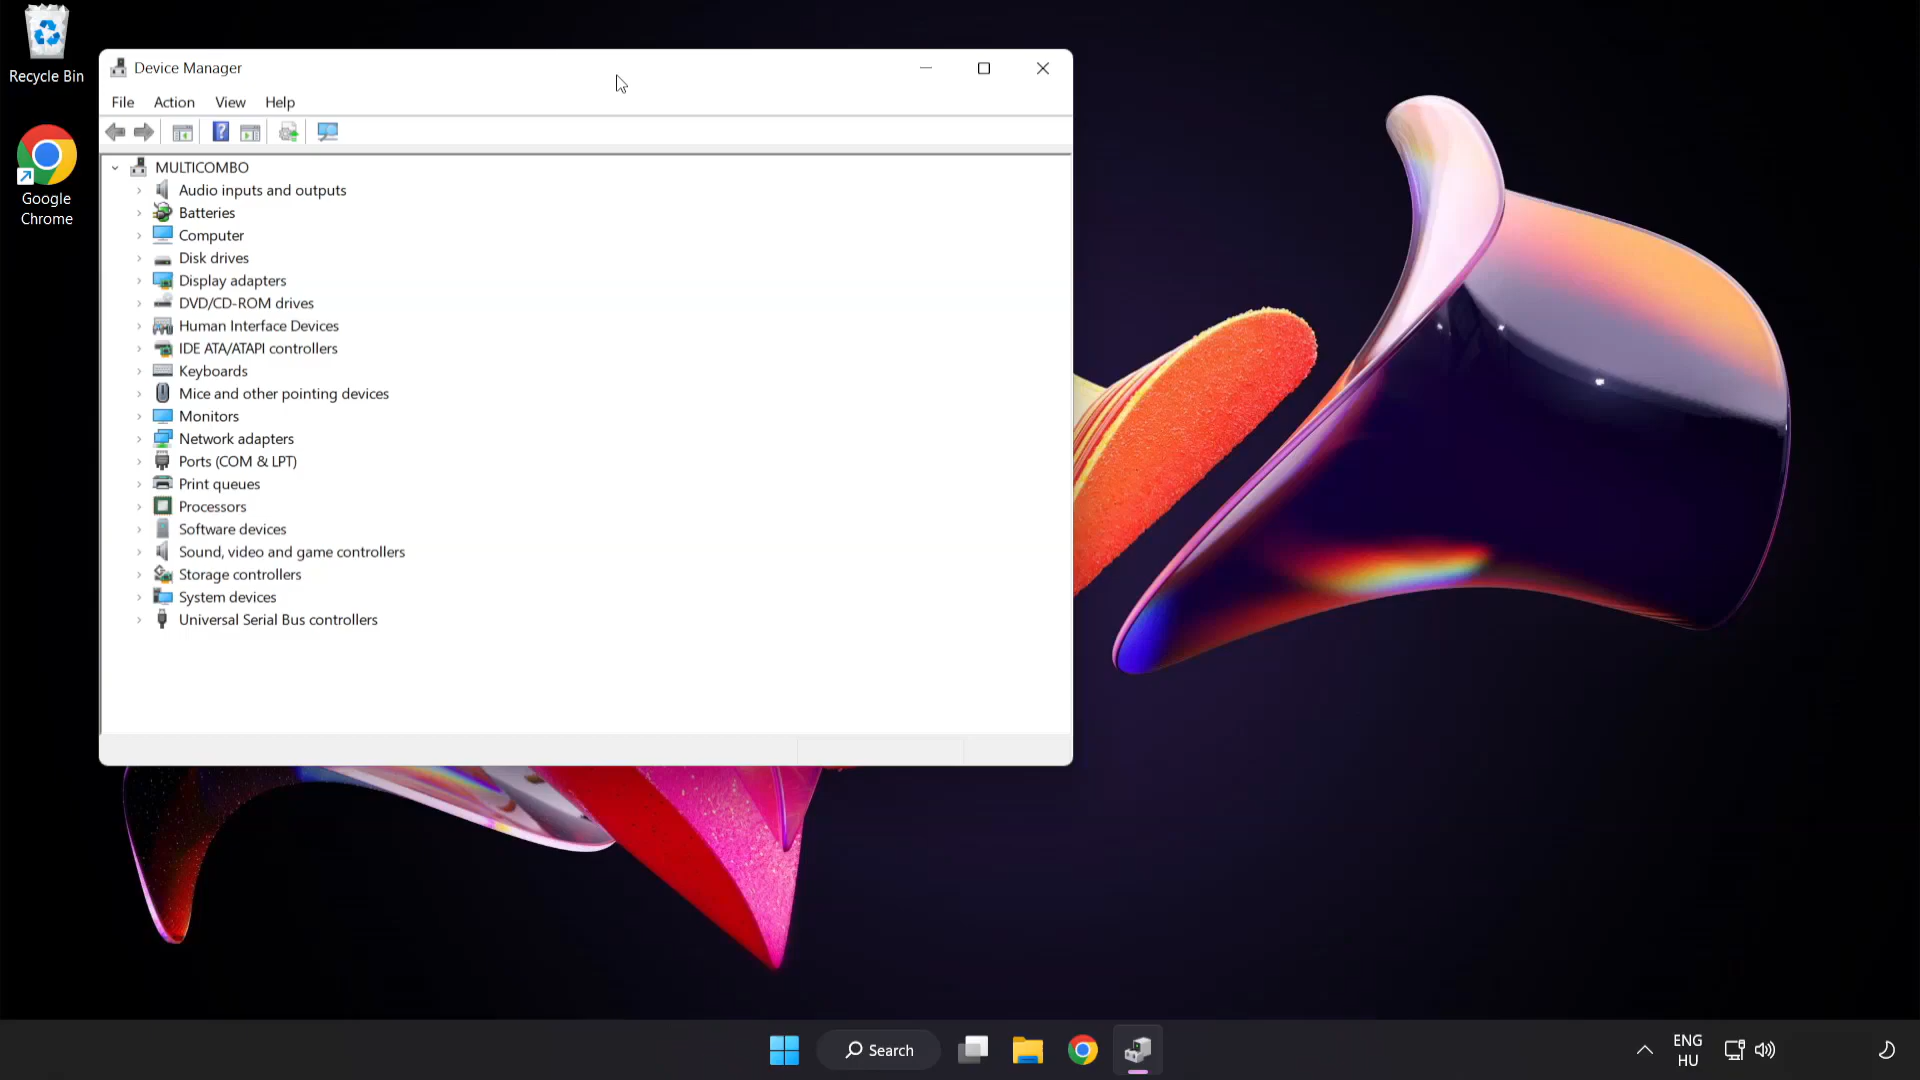 Recycle Bin
Google
Chrome
Device Manager
File Action View Help
MULTICOMBO
Audio inputs and outputs
Batteries
Computer
Disk drives
Display adapters
DVD/CD-ROM drives
Human Interface Devices
IDE ATA/ATAPI controllers
Keyboards
Mice and other pointing devices
Monitors
Network adapters
Ports (COM & LPT)
Print queues
Processors
Software devices
Sound, video and game controllers
Storage controllers
System devices
Universal Serial Bus controllers
Search
ENG
HU